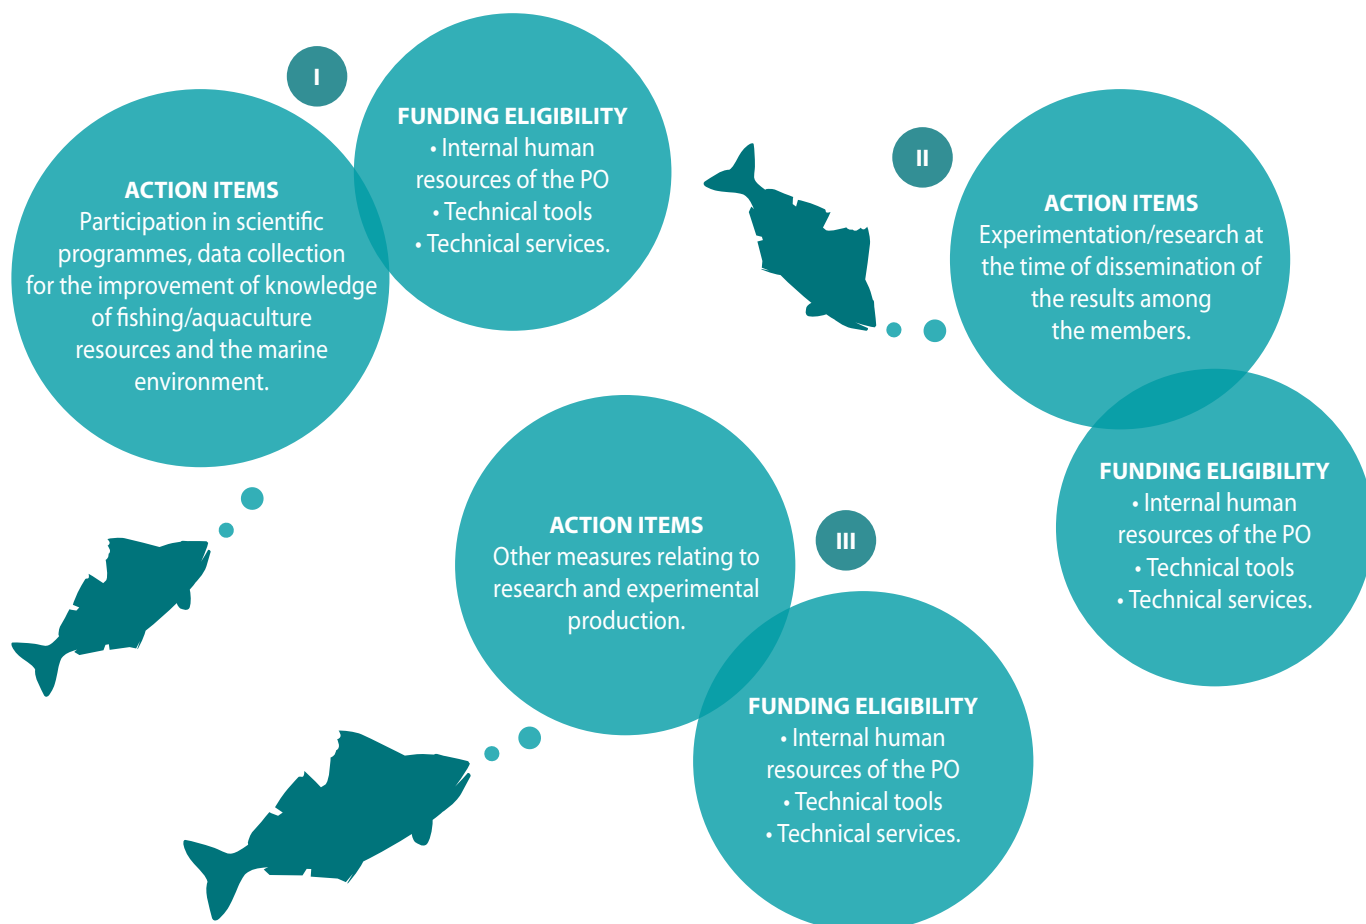 I
ACTION ITEMS
Participation in scientific
programmes, data collection
for the improvement of knowledge
of fishing/aquaculture
resources and the marine
environment.
FUNDING ELIGIBILITY
• Internal human
resources of the PO
• Technical tools
• Technical services.
II
ACTION ITEMS
Experimentation/research at
the time of dissemination of
the results among
the members.
FUNDING ELIGIBILITY
• Internal human
resources of the PO
• Technical tools
• Technical services.
III
ACTION ITEMS
Other measures relating to
research and experimental
production.
FUNDING ELIGIBILITY
• Internal human
resources of the PO
• Technical tools
• Technical services.